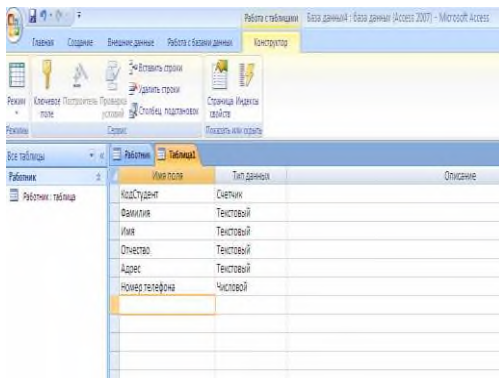 Работа с таблицами
База данных4 : база данных (Access 2007) - Microsoft Access
Главная Создание Внешние данные Работа с базами данных Конструктор
Режим
Ключевое поле
Построитель
Проверка условий
Вставить строки
Удалить строки
Столбец подстановок
Страница свойств
Индексы
Режимы Сервис Показать или скрыть
Все таблицы
Работник Таблица1
Работник
Работник : таблица
Имя поля Тип данных Описание
КодСтудент Счетчик
Фамилия Текстовый
Имя Текстовый
Отчество Текстовый
Адрес Текстовый
Номер телефона Числовой